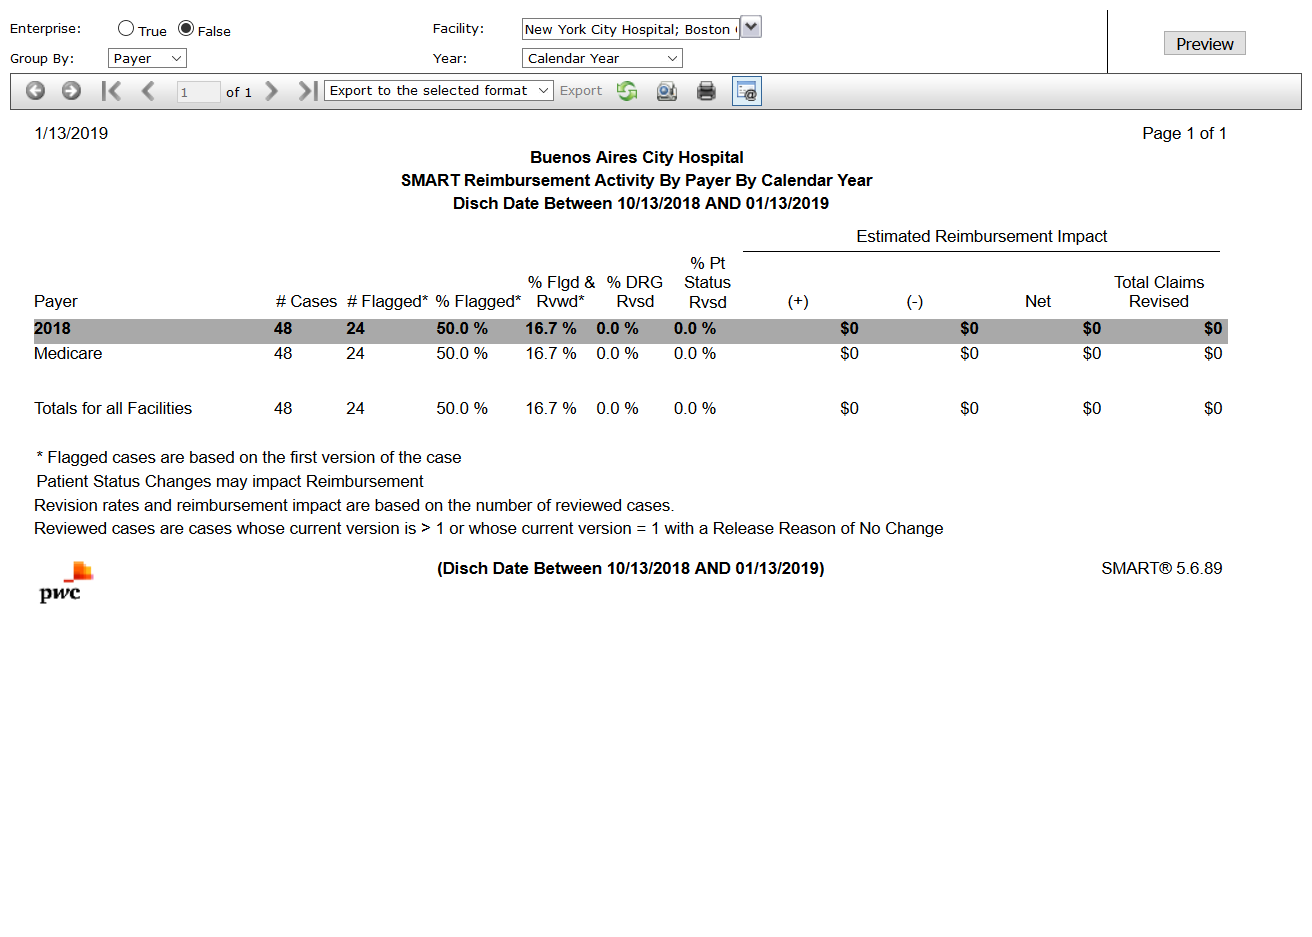 Enterprise: True False Facility: New York City Hospital; Boston
Group By: Payer Year: Calendar Year Preview
1 of 1 Export to the selected format Export
1/13/2019 Page 1 of 1
Buenos Aires City Hospital
SMART Reimbursement Activity By Payer By Calendar Year
Disch Date Between 10/13/2018 AND 01/13/2019
Estimated Reimbursement Impact
% Pt
% Flgd & % DRG Status Total Claims
Payer # Cases # Flagged* % Flagged* Rvwd* Rvsd Rvsd (+) (-) Net Revised
2018 48 24 50.0 % 16.7 % 0.0 % 0.0 % $0 $0 $0 $0
Medicare 48 24 50.0 % 16.7 % 0.0 % 0.0 % $0 $0 $0 $0
Totals for all Facilities 48 24 50.0 % 16.7 % 0.0 % 0.0 % $0 $0 $0 $0
* Flagged cases are based on the first version of the case
Patient Status Changes may impact Reimbursement
Revision rates and reimbursement impact are based on the number of reviewed cases.
Reviewed cases are cases whose current version is > 1 or whose current version = 1 with a Release Reason of No Change
pwc (Disch Date Between 10/13/2018 AND 01/13/2019) SMART® 5.6.89